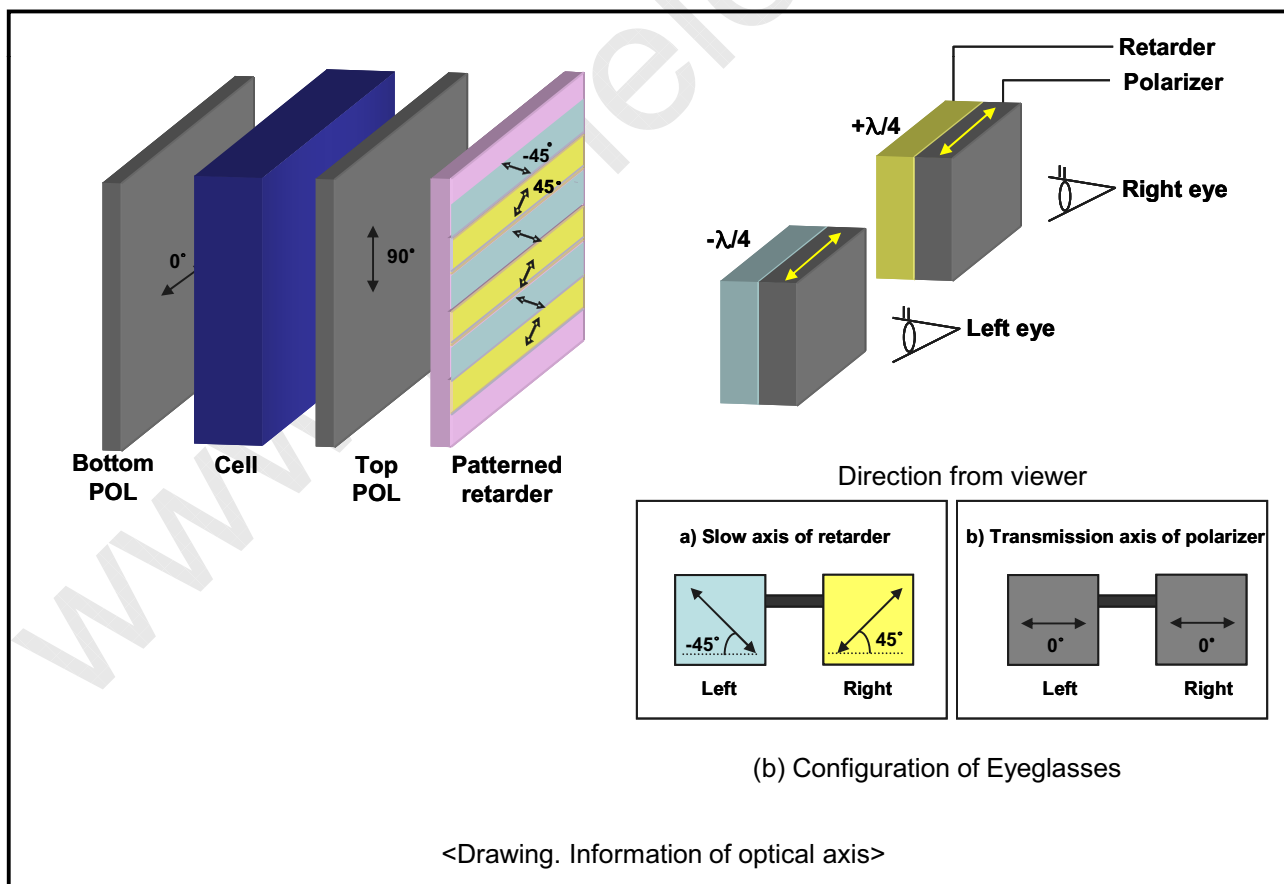 Retarder
Polarizer
+λ/4
Right eye
-λ/4
Left eye
-45°
45°
0°
90°
Bottom
POL
Cell
Top
POL
Patterned
retarder
Direction from viewer
a) Slow axis of retarder
-45°
45°
Left
Right
b) Transmission axis of polarizer
0°
0°
Left
Right
(b) Configuration of Eyeglasses
<Drawing. Information of optical axis>